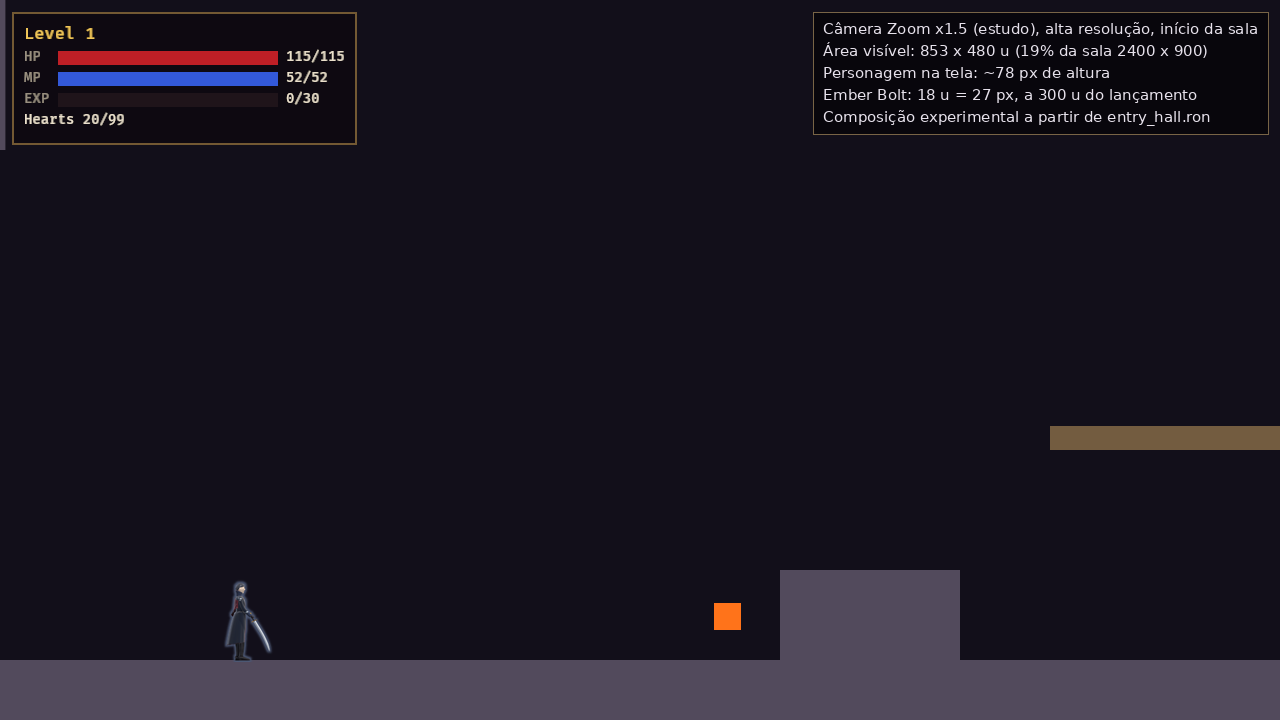 Level 1
HP 115/115
MP 52/52
EXP 0/30
Hearts 20/99
Câmera Zoom x1.5 (estudo), alta resolução, início da sala
Área visível: 853 x 480 u (19% da sala 2400 x 900)
Personagem na tela: ~78 px de altura
Ember Bolt: 18 u = 27 px, a 300 u do lançamento
Composição experimental a partir de entry_hall.ron